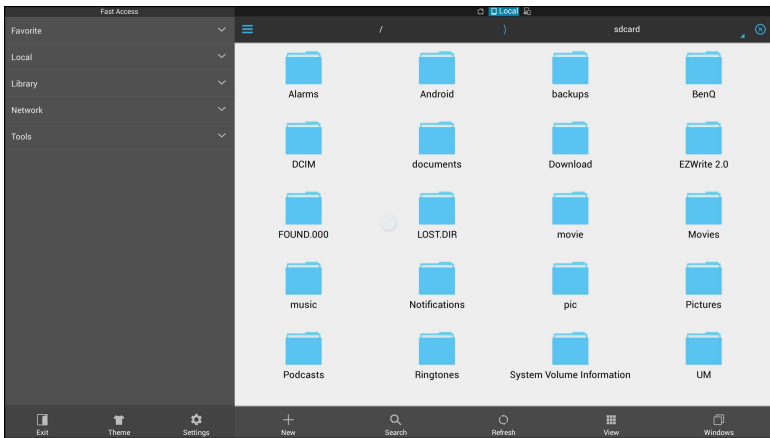 Fast Access
Local
Favorite
/
sdcard
Local
Library
Network
Tools
Alarms
Android
backups
BenQ
DCIM
documents
Download
EZWrite 2.0
FOUND.000
LOST.DIR
movie
Movies
music
Notifications
pic
Pictures
Podcasts
Ringtones
System Volume Information
UM
Exit
Theme
Settings
New
Search
Refresh
View
Windows